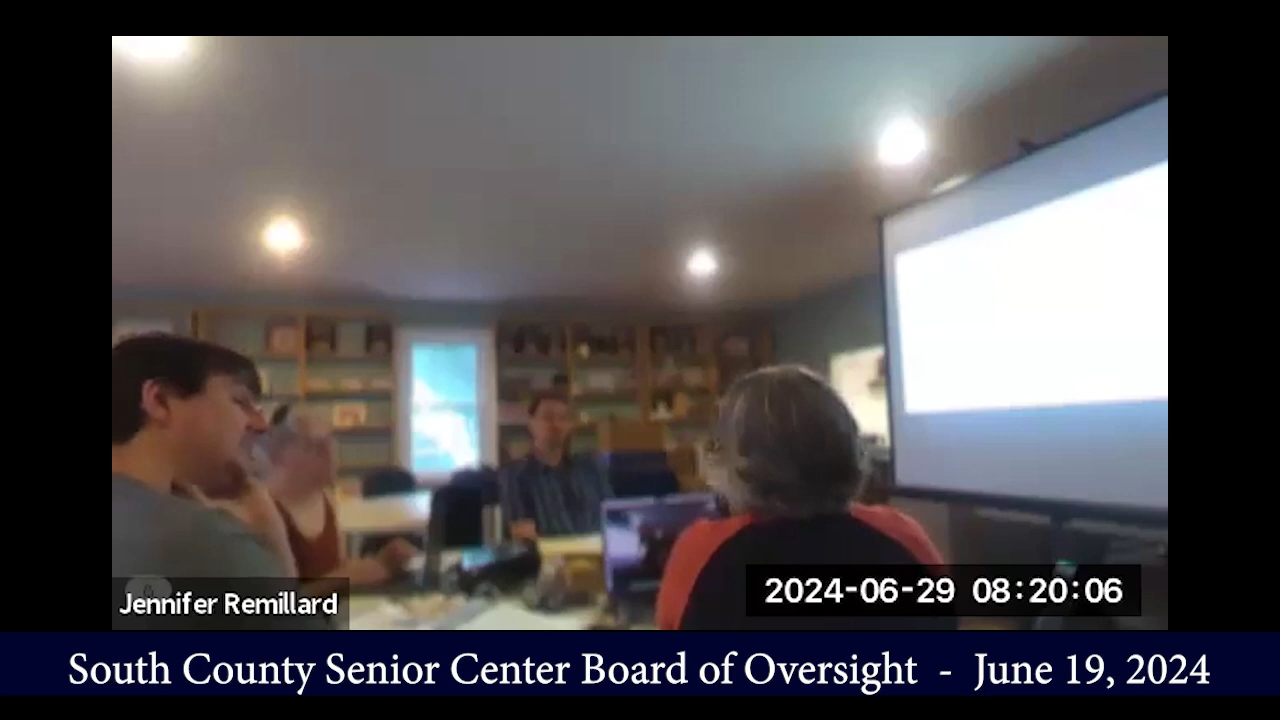 Jennifer Remillard
2024-06-29 08:20:06
South County Senior Center Board of Oversight - June 19, 2024